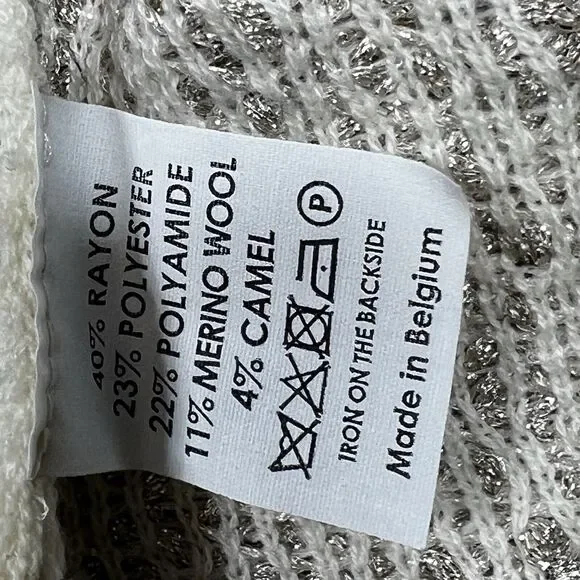 40% RAYON
23% POLYESTER
22% POLYAMIDE
11% MERINO WOOL
4% CAMEL
P
IRON ON THE BACKSIDE
Made in Belgium